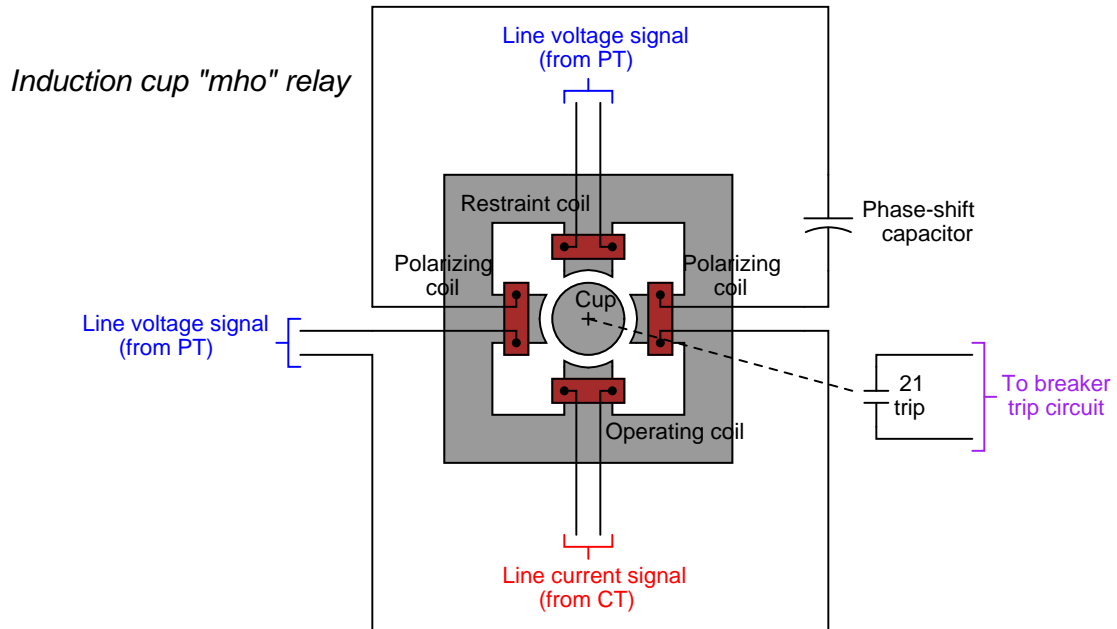 Line voltage signal
(from PT)
Induction cup "mho" relay
Restraint coil
Phase-shift
capacitor
Polarizing
coil
Polarizing
coil
Cup
Line voltage signal
(from PT)
21
trip
To breaker
trip circuit
Operating coil
Line current signal
(from CT)